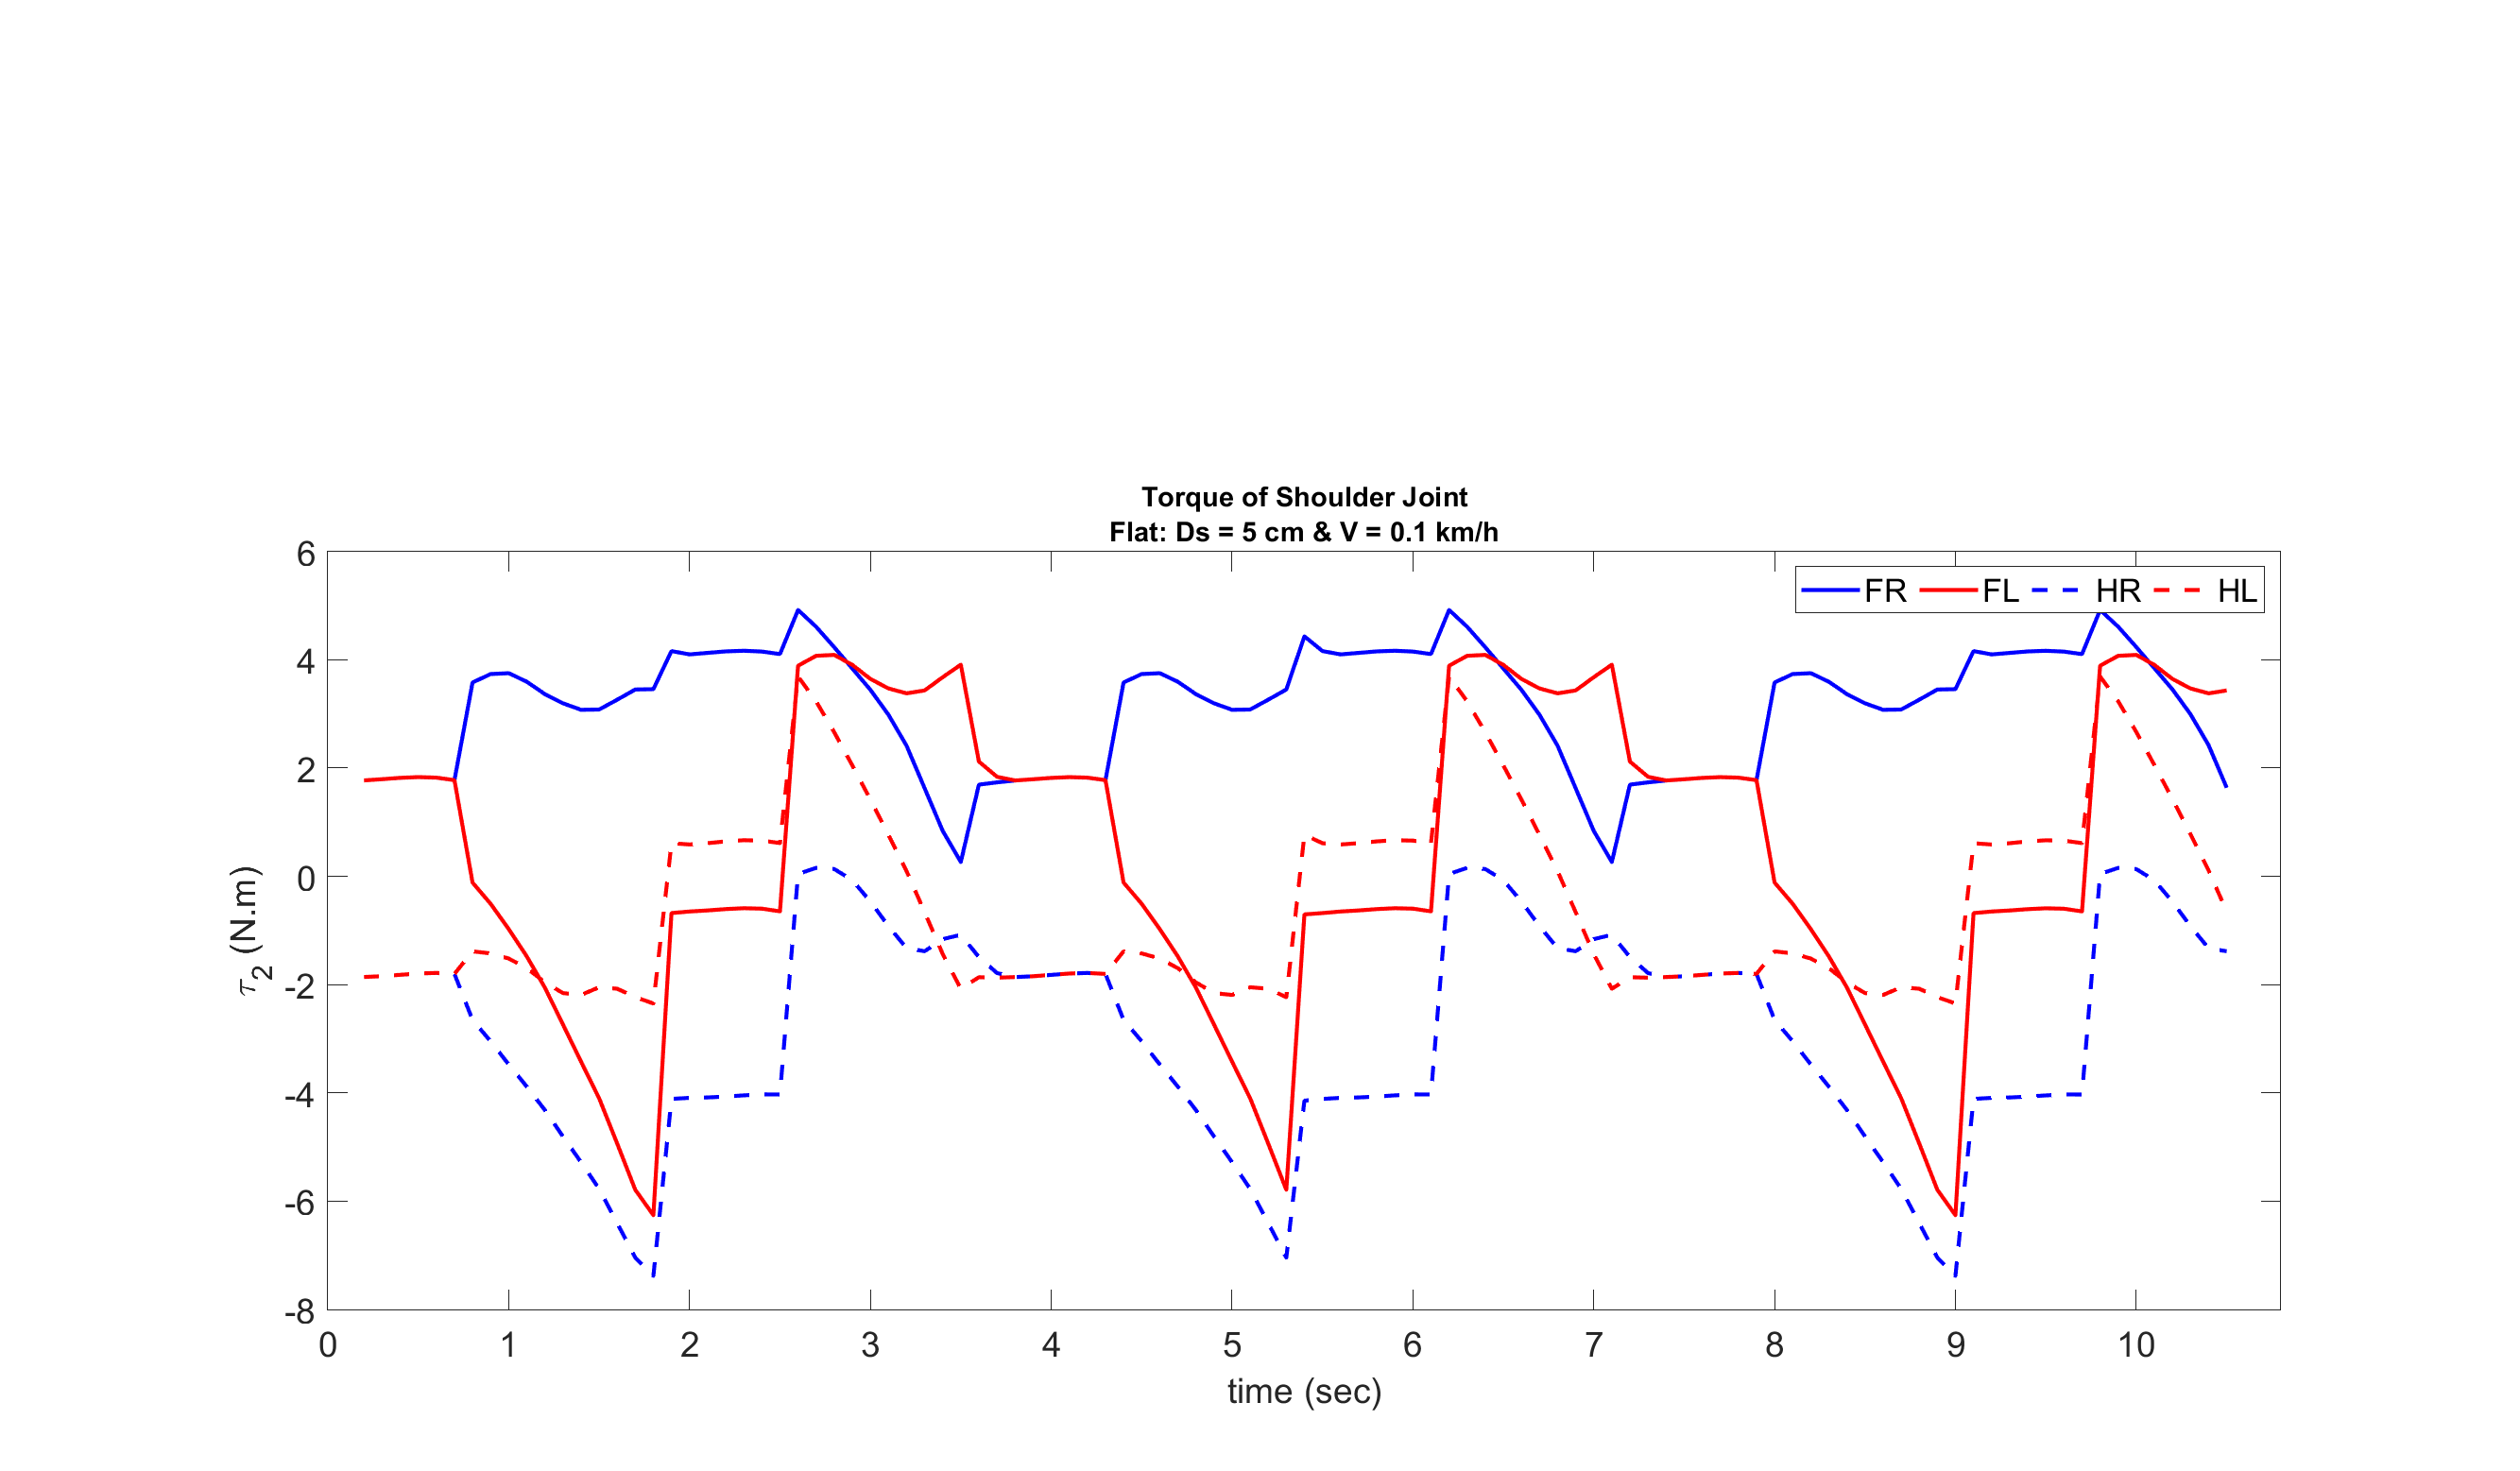 Torque of Shoulder Joint
Flat: Ds = 5 cm & V = 0.1 km/h
FR FL HR HL
6
4
2
0
-2
-4
-6
-8
τ 2 (N.m)
0 1 2 3 4 5 6 7 8 9 10
time (sec)